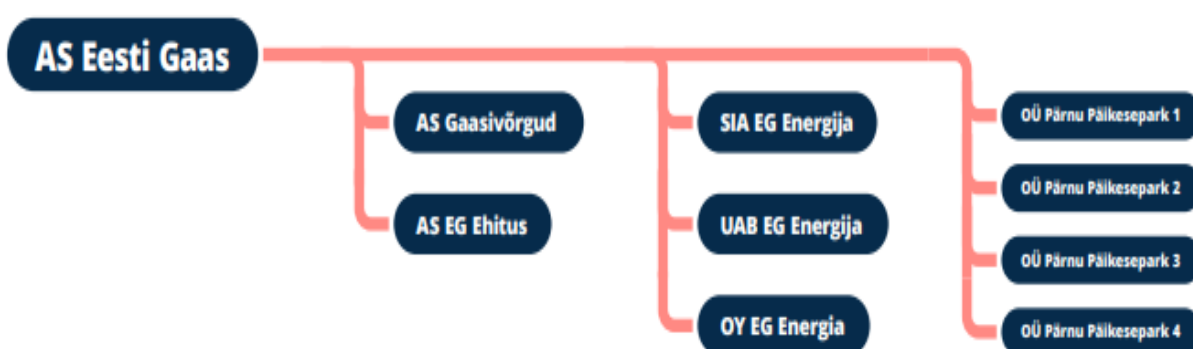 AS Eesti Gaas
AS Gaasivõrgud
AS EG Ehitus
SIA EG Energija
UAB EG Energija
OY EG Energia
OÜ Pärnu Päikesepark 1
OÜ Pärnu Päikesepark 2
OÜ Pärnu Päikesepark 3
OÜ Pärnu Päikesepark 4